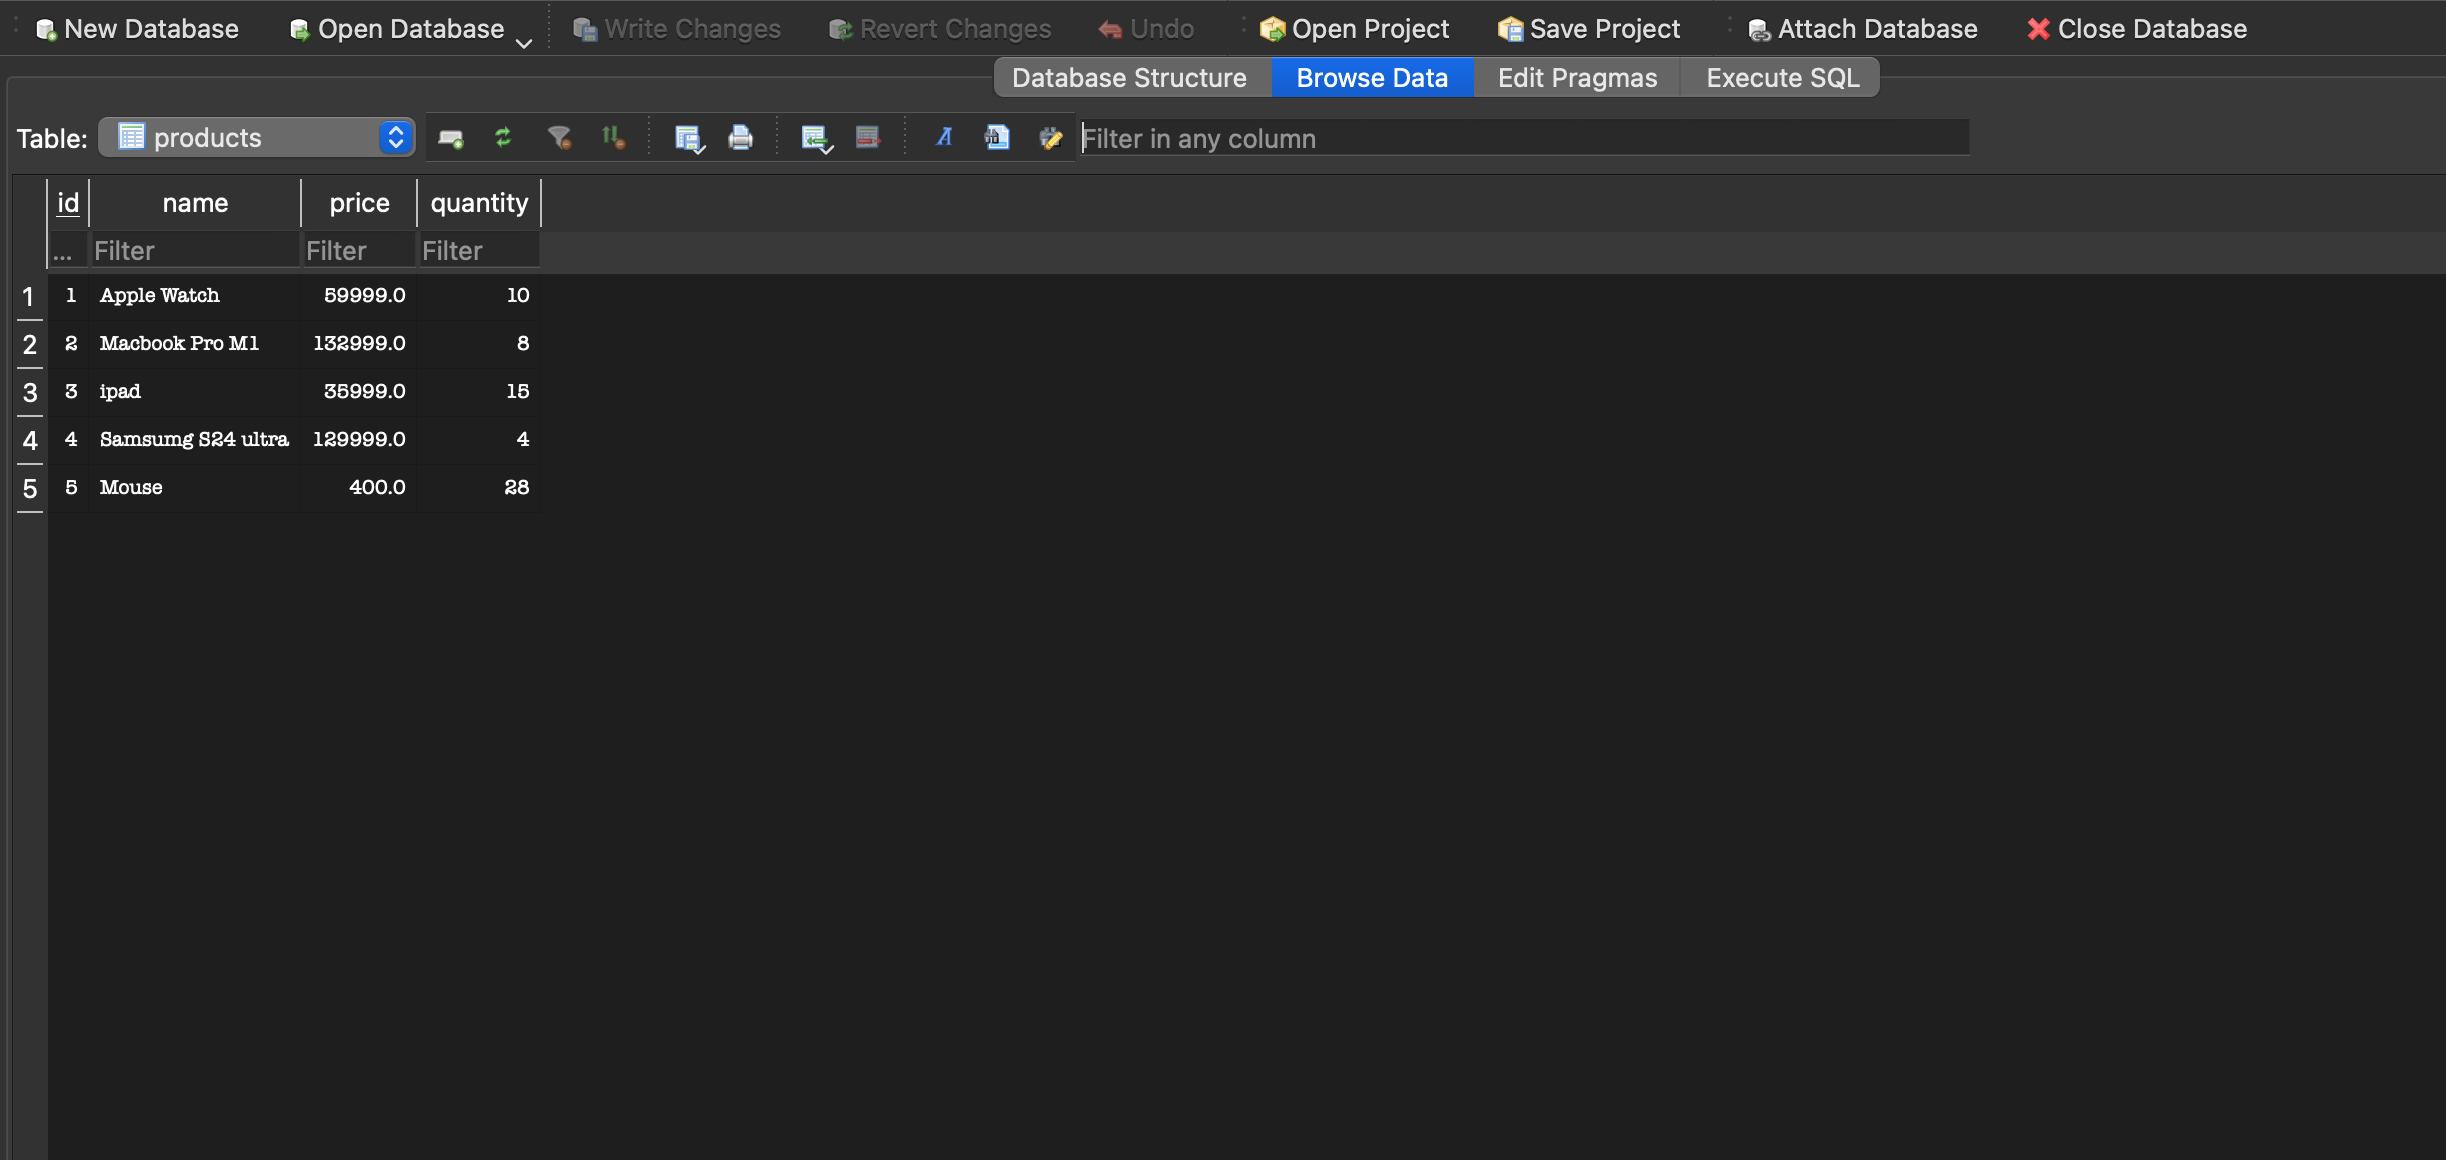 New Database Open Database Write Changes Revert Changes Undo Open Project Save Project Attach Database Close Database
Database Structure Browse Data Edit Pragmas Execute SQL
Table: products Filter in any column
id name price quantity
... Filter Filter Filter
1 1 Apple Watch 59999.0 10
2 2 Macbook Pro M1 132999.0 8
3 3 ipad 35999.0 15
4 4 Samsumg S24 ultra 129999.0 4
5 5 Mouse 400.0 28